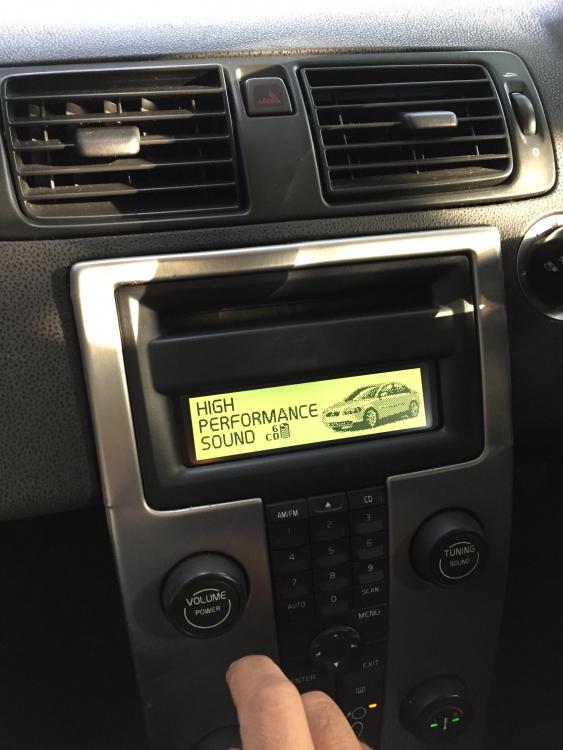 HIGH
PERFORMANCE
SOUND 6
CD
AM/FM
CD
1 2 3
4 5 6
7 8 9
AUTO 0 SCAN
MENU
ENTER EXIT
VOLUME
POWER
TUNING
SOUND